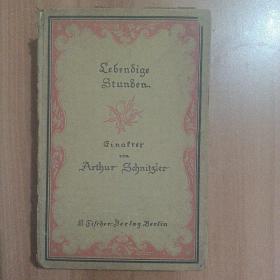 Lebendige
Stunden
Einakter
von
Arthur Schnitzler
S. Fischer-Verlag Berlin